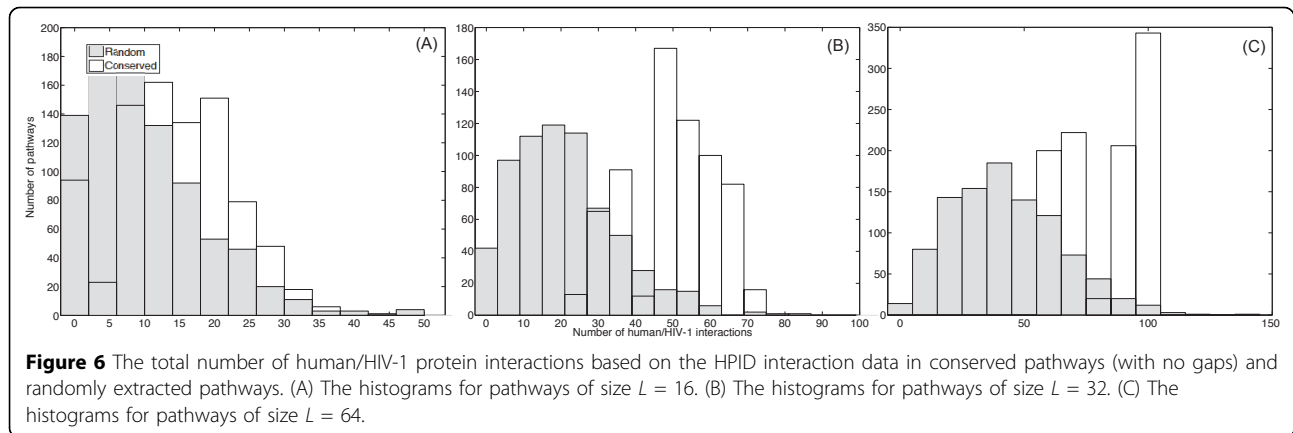 (A)
Random
Conserved
Number of pathways
200
180
160
140
120
100
80
60
40
20
0
0 5 10 15 20 25 30 35 40 45 50
(B)
180
160
140
120
100
80
60
40
20
0
0 10 20 30 40 50 60 70 80 90 100
Number of human/HIV-1 interactions
(C)
350
300
250
200
150
100
50
0
0 50 100 150
Figure 6 The total number of human/HIV-1 protein interactions based on the HPID interaction data in conserved pathways (with no gaps) and
randomly extracted pathways. (A) The histograms for pathways of size L = 16. (B) The histograms for pathways of size L = 32. (C) The
histograms for pathways of size L = 64.